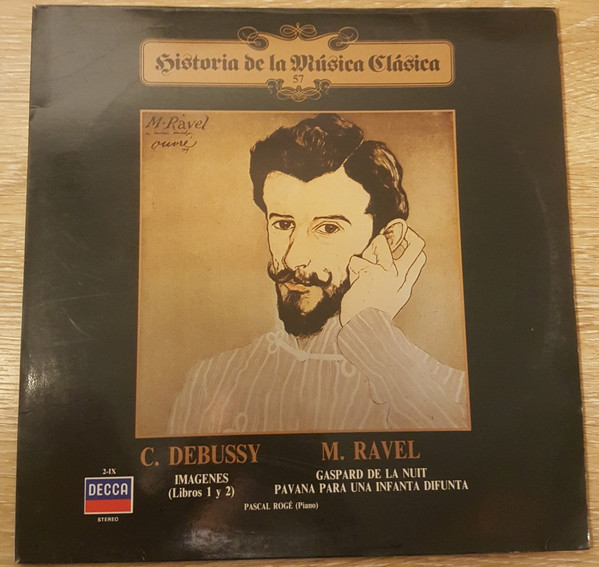 Historia de la Música Clásica
57
M. Ravel
ouvré
C. DEBUSSY
IMAGENES
(Libros 1 y 2)
M. RAVEL
GASPARD DE LA NUIT
PAVANA PARA UNA INFANTA DIFUNTA
PASCAL ROGÉ (Piano)
2-IX
DECCA
STEREO